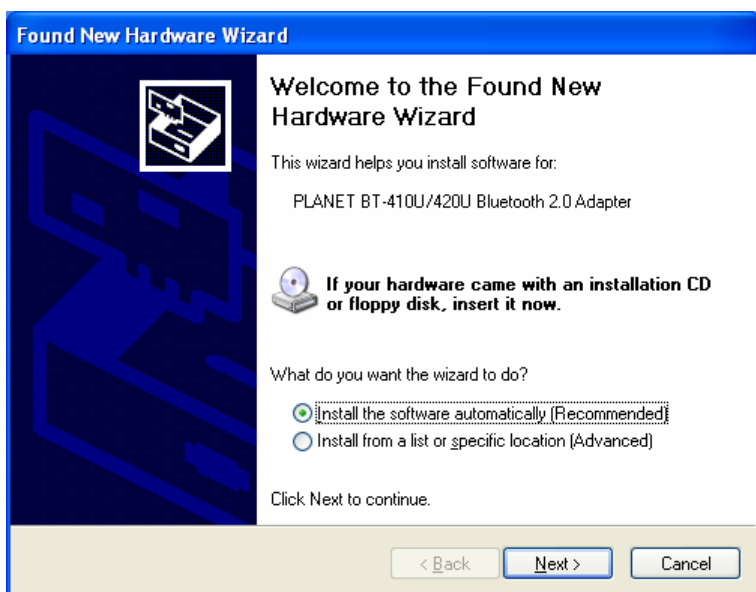 Found New Hardware Wizard
Welcome to the Found New
Hardware Wizard
This wizard helps you install software for:
PLANET BT-410U/420U Bluetooth 2.0 Adapter
If your hardware came with an installation CD
or floppy disk, insert it now.
What do you want the wizard to do?
Install the software automatically (Recommended)
Install from a list or specific location (Advanced)
Click Next to continue.
< Back Next > Cancel